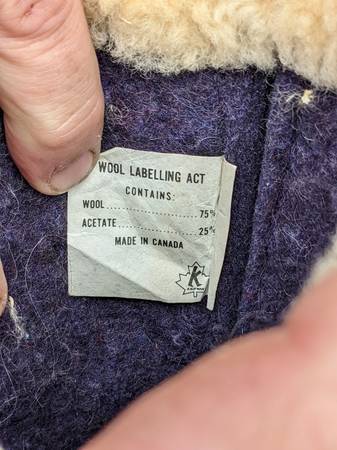 WOOL LABELLING ACT
CONTAINS:
WOOL....................75%
ACETATE................25%
MADE IN CANADA
K